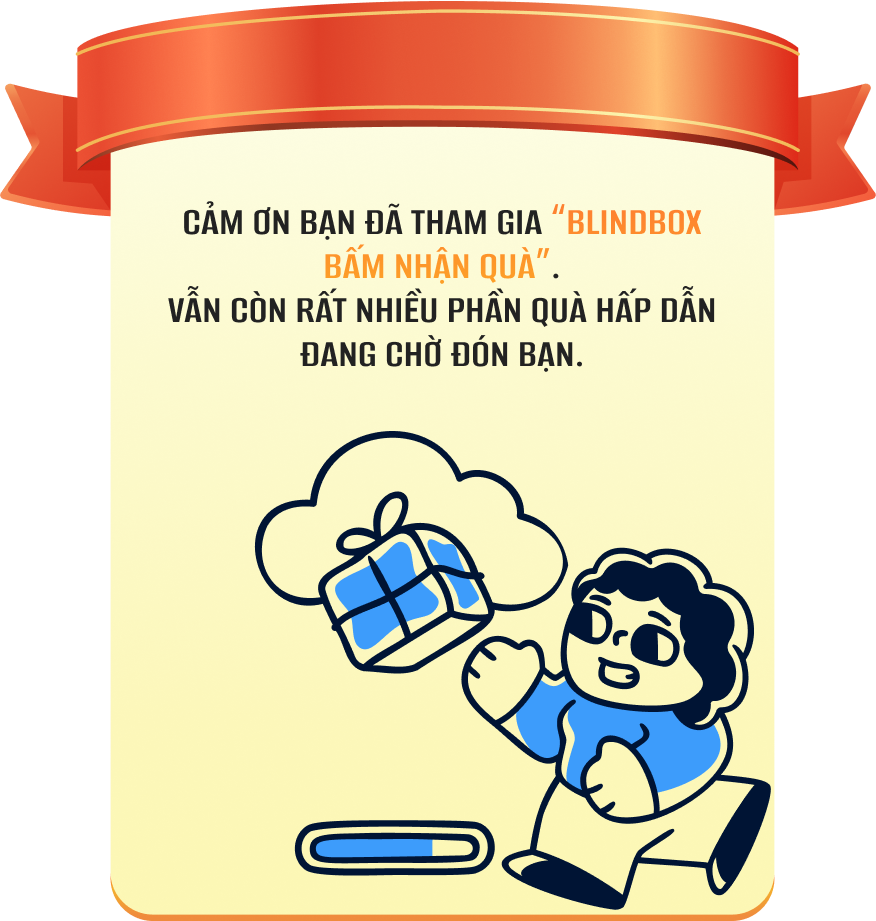 CẢM ƠN BẠN ĐÃ THAM GIA “BLINDBOX
BẤM NHẬN QUÀ”.
VẪN CÒN RẤT NHIỀU PHẦN QUÀ HẤP DẪN
ĐANG CHỜ ĐÓN BẠN.